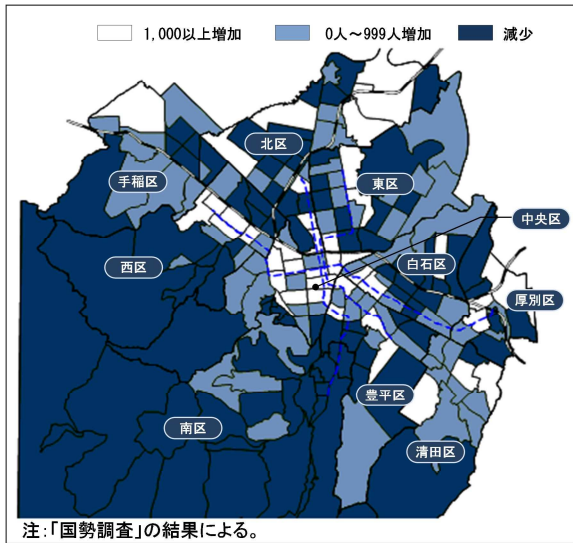 1,000以上増加
0人～999人増加
減少
北区
手稲区
東区
中央区
西区
白石区
厚別区
豊平区
南区
清田区
注：「国勢調査」の結果による。